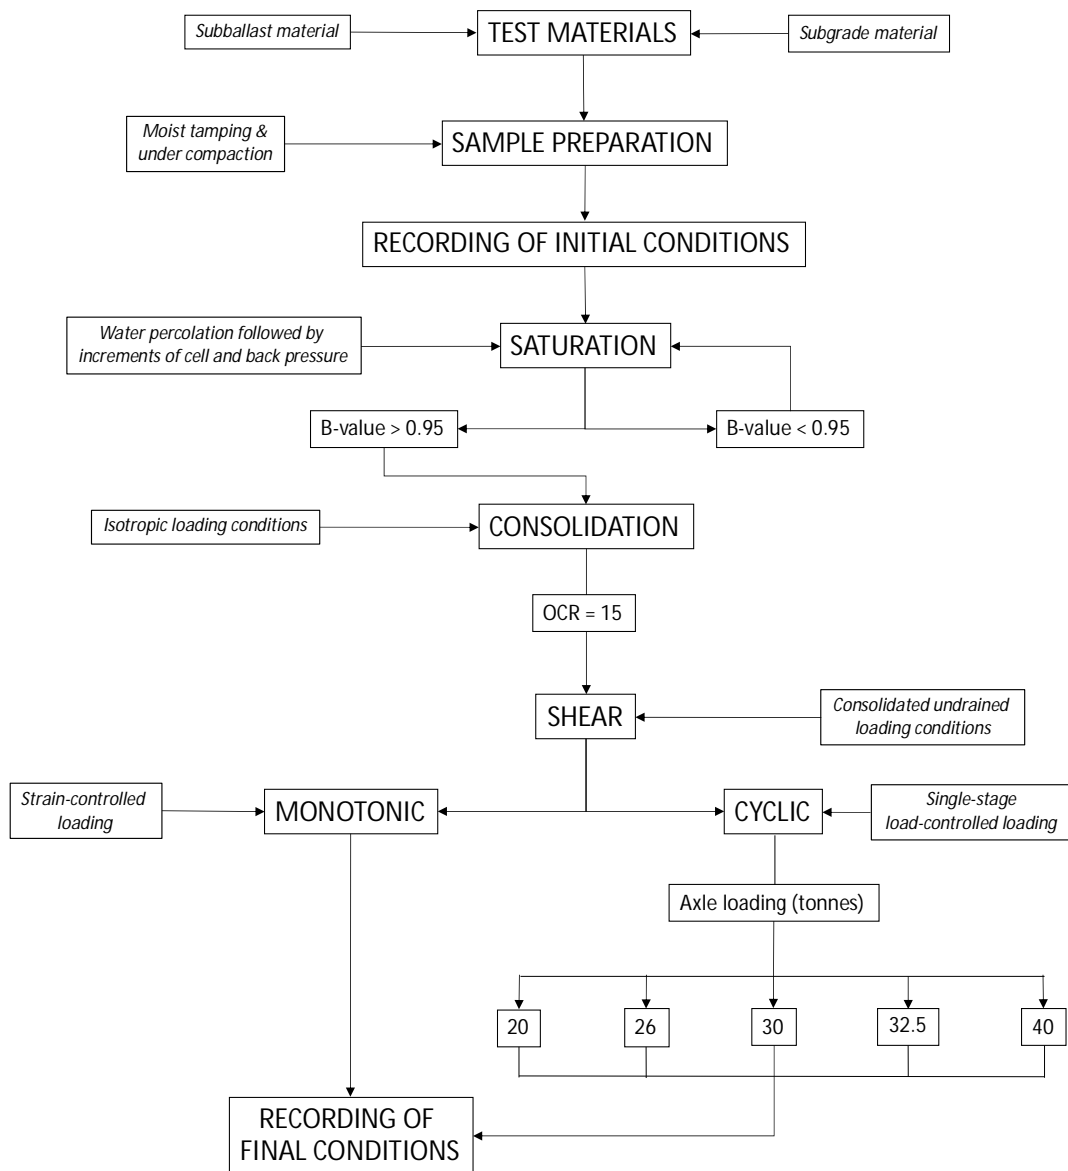 Subballast material
TEST MATERIALS
Subgrade material
Moist tamping &
under compaction
SAMPLE PREPARATION
RECORDING OF INITIAL CONDITIONS
Water percolation followed by
increments of cell and back pressure
SATURATION
B-value > 0.95
B-value < 0.95
Isotropic loading conditions
CONSOLIDATION
OCR = 15
SHEAR
Consolidated undrained
loading conditions
Strain-controlled
loading
MONOTONIC
CYCLIC
Single-stage
load-controlled loading
Axle loading (tonnes)
20
26
30
32.5
40
RECORDING OF
FINAL CONDITIONS